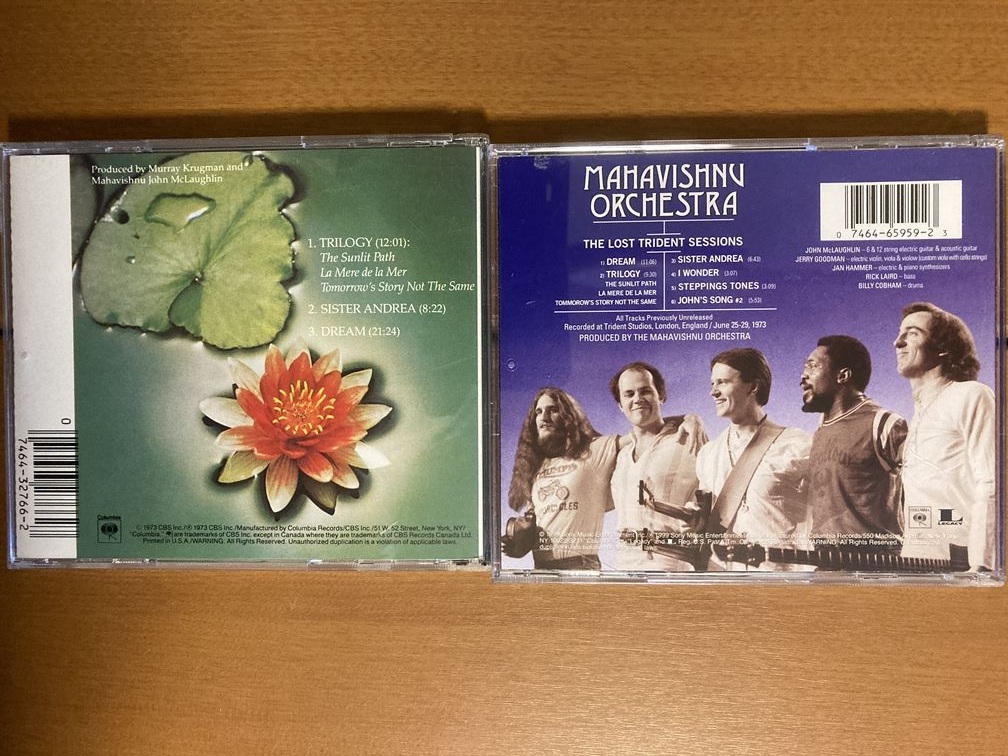 Produced by Murray Krugman and
Mahavishnu John McLaughlin
1. TRILOGY (12:01):
The Sunlit Path
La Mere de la Mer
Tomorrow's Story Not The Same
2. SISTER ANDREA (8:22)
3. DREAM (21:24)
0
7464-32766-2
Columbia
© 1973 CBS Inc./℗ 1973 CBS Inc./Manufactured by Columbia Records/CBS Inc./51 W. 52 Street, New York, NY/
"Columbia," are trademarks of CBS Inc. except in Canada where they are trademarks of CBS Records Canada Ltd.
Printed in U.S.A./WARNING: All Rights Reserved. Unauthorized duplication is a violation of applicable laws.
MAHAVISHNU
ORCHESTRA
THE LOST TRIDENT SESSIONS
1) DREAM (11:06)
2) TRILOGY (9:30)
THE SUNLIT PATH
LA MERE DE LA MER
TOMMOROW'S STORY NOT THE SAME
3) SISTER ANDREA (6:43)
4) I WONDER (3:07)
5) STEPPINGS TONES (3:09)
6) JOHN'S SONG #2 (5:53)
All Tracks Previously Unreleased
Recorded at Trident Studios, London, England / June 25-29, 1973
PRODUCED BY THE MAHAVISHNU ORCHESTRA
0 7464-65959-2 3
JOHN McLAUGHLIN – 6 & 12 string electric guitar & acoustic guitar
JERRY GOODMAN – electric violin, viola & violow (custom viola with cello strings)
JAN HAMMER – electric & piano synthesizers
RICK LAIRD – bass
BILLY COBHAM – drums
COLUMBIA
L
LEGACY